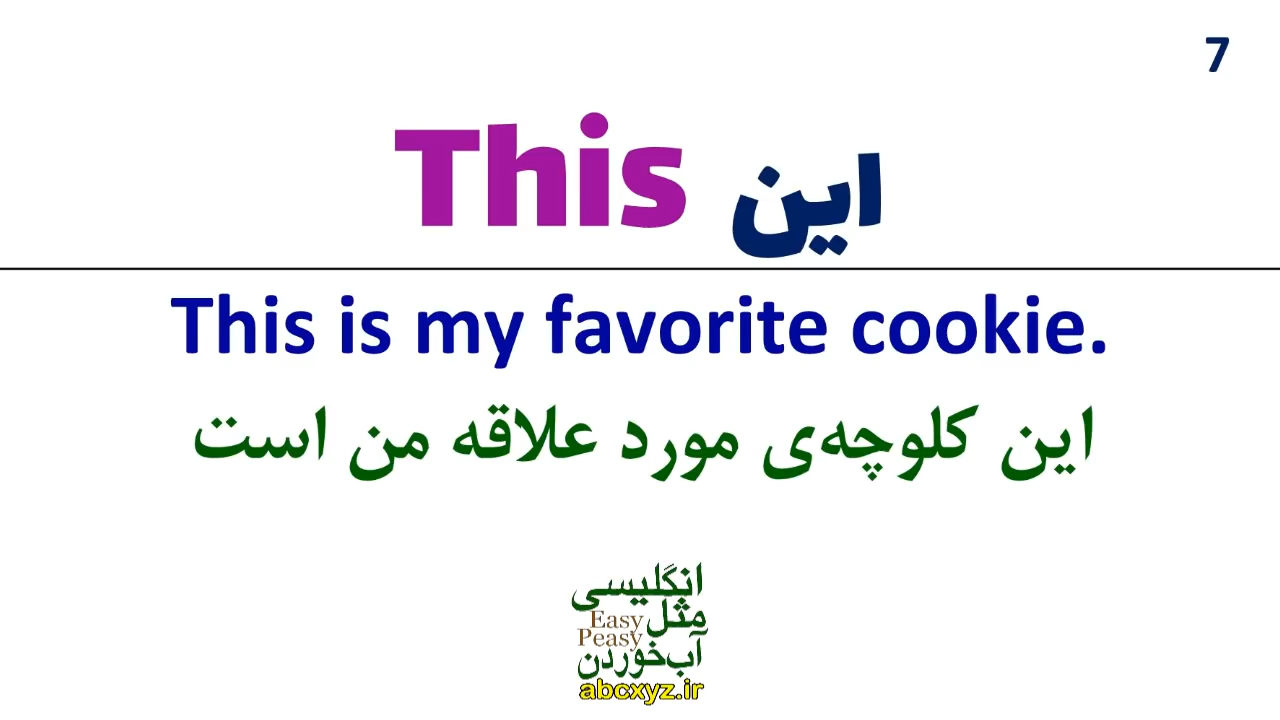 7
This این
This is my favorite cookie.
این کلوچه‌ی مورد علاقه من است
انگلیسی
مثل
Easy
Peasy
آب‌خوردن
abcxyz.ir